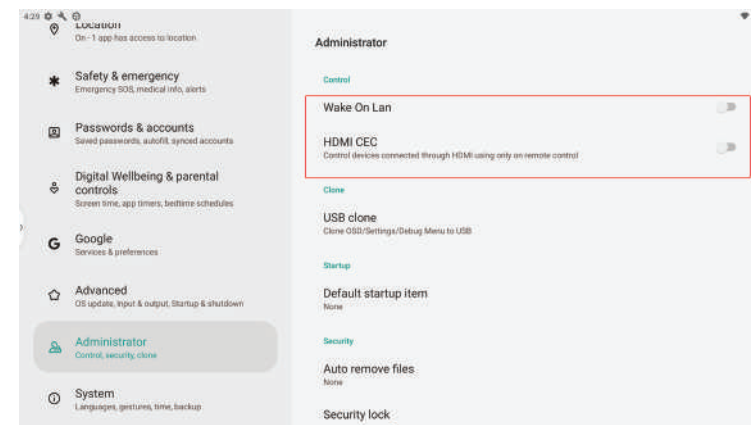 4:29
Location
On - 1 app has access to location
Safety & emergency
Emergency SOS, medical info, alerts
Passwords & accounts
Saved passwords, autofill, synced accounts
Digital Wellbeing & parental
controls
Screen time, app timers, bedtime schedules
Google
Services & preferences
Advanced
OS update, Input & output, Startup & shutdown
Administrator
Control, security, clone
System
Languages, gestures, time, backup
Administrator
Control
Wake On Lan
HDMI CEC
Control devices connected through HDMI using only on remote control
Clone
USB clone
Clone OSD/Settings/Debug Menu to USB
Startup
Default startup item
None
Security
Auto remove files
None
Security lock